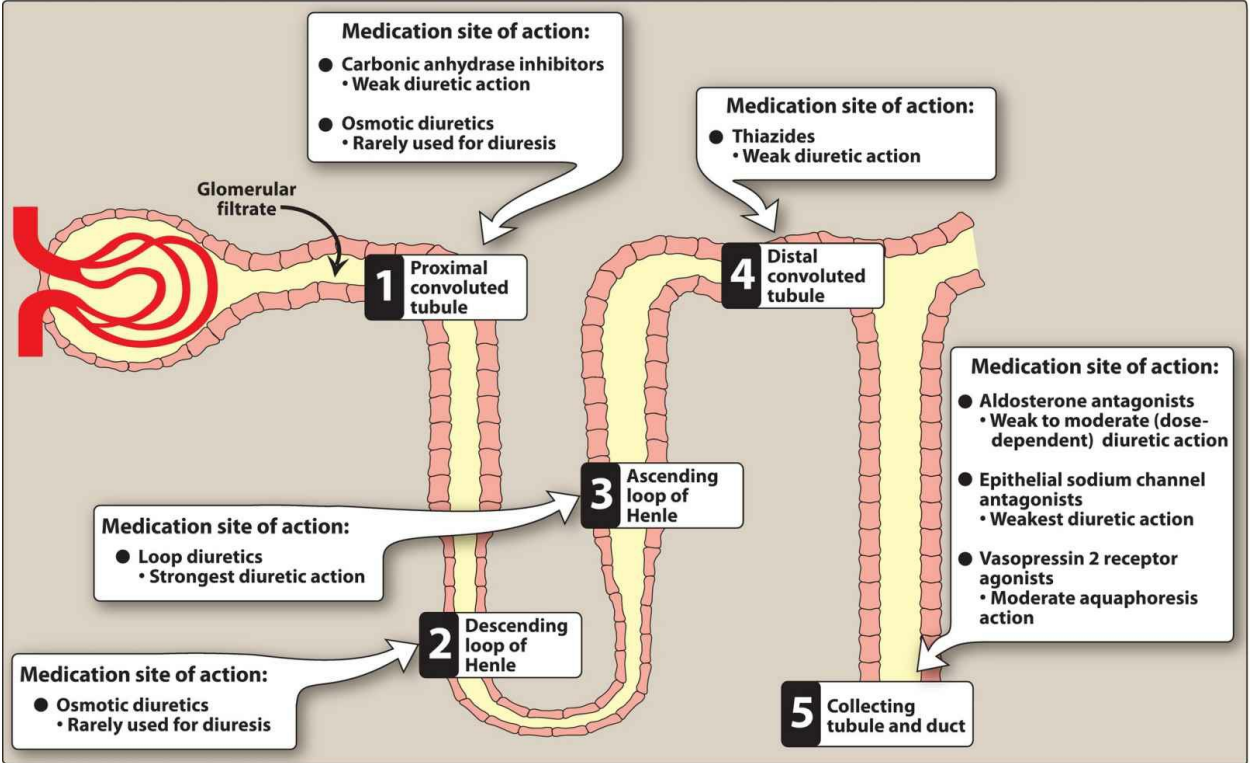 Medication site of action:
● Carbonic anhydrase inhibitors
• Weak diuretic action
● Osmotic diuretics
• Rarely used for diuresis
Medication site of action:
● Thiazides
• Weak diuretic action
Glomerular
filtrate
1 Proximal
convoluted
tubule
4 Distal
convoluted
tubule
Medication site of action:
● Aldosterone antagonists
• Weak to moderate (dose-
dependent) diuretic action
● Epithelial sodium channel
antagonists
• Weakest diuretic action
● Vasopressin 2 receptor
agonists
• Moderate aquaphoresis
action
3 Ascending
loop of
Henle
Medication site of action:
● Loop diuretics
• Strongest diuretic action
2 Descending
loop of
Henle
Medication site of action:
● Osmotic diuretics
• Rarely used for diuresis
5 Collecting
tubule and duct